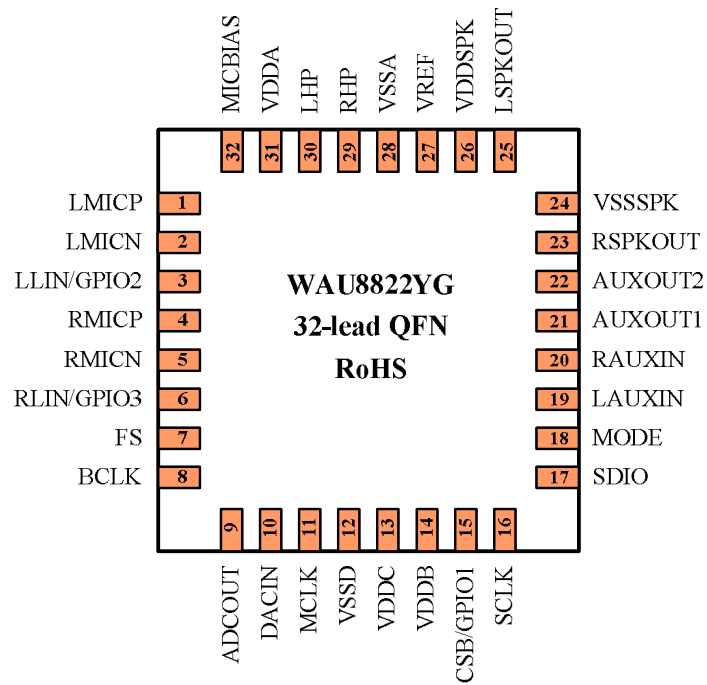 MICBIAS
VDDA
LHP
RHP
VSSA
VREF
VDDSPK
LSPKOUT
32
31
30
29
28
27
26
25
LMICP 1
LMICN 2
LLIN/GPIO2 3
RMICP 4
RMICN 5
RLIN/GPIO3 6
FS 7
BCLK 8
WAU8822YG
32-lead QFN
RoHS
24 VSSSPK
23 RSPKOUT
22 AUXOUT2
21 AUXOUT1
20 RAUXIN
19 LAUXIN
18 MODE
17 SDIO
9
10
11
12
13
14
15
16
ADCOUT
DACIN
MCLK
VSSD
VDDC
VDDB
CSB/GPIO1
SCLK